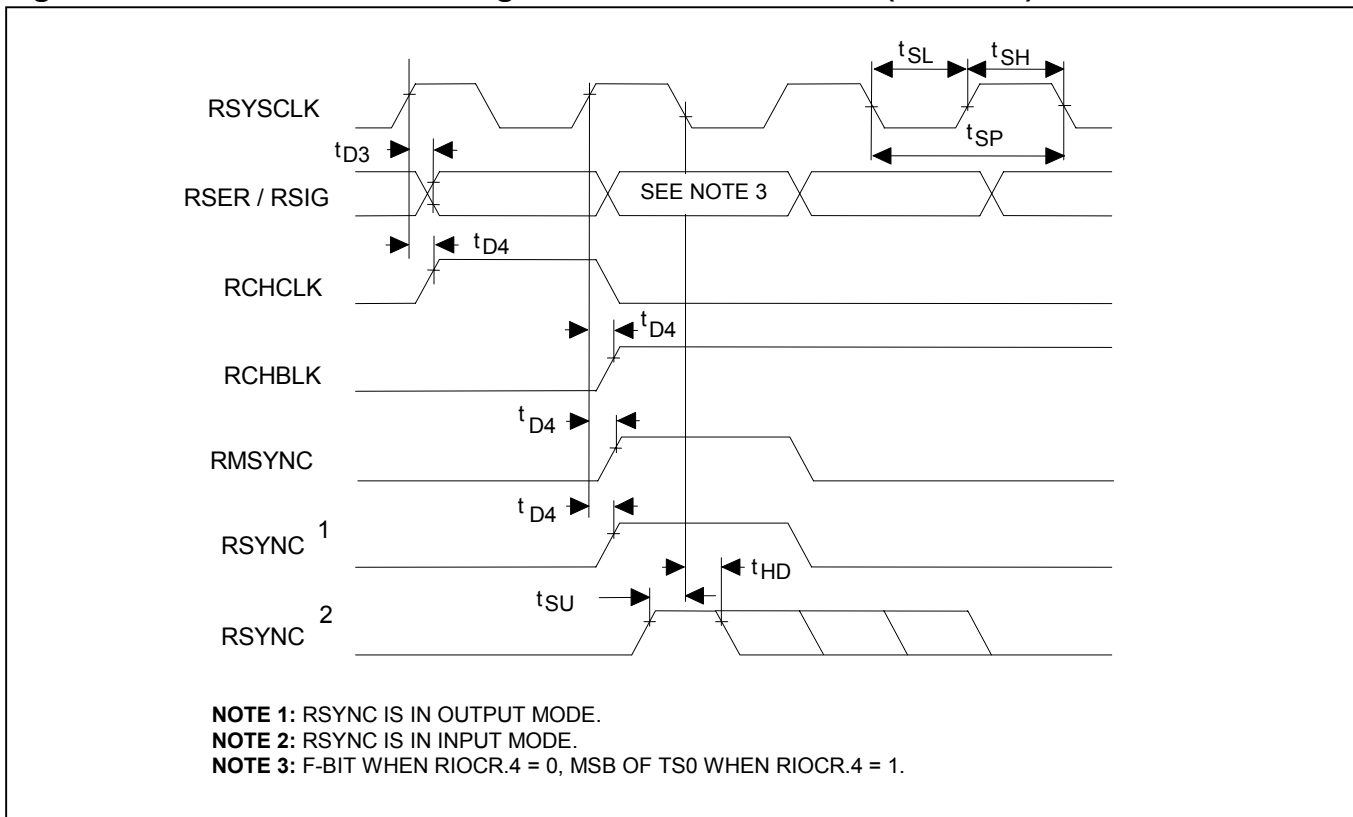 tSL
tSH
RSYSCLK
tSP
tD3
RSER / RSIG
SEE NOTE 3
tD4
RCHCLK
tD4
RCHBLK
tD4
RMSYNC
tD4
RSYNC 1
tHD
tSU
RSYNC 2
NOTE 1: RSYNC IS IN OUTPUT MODE.
NOTE 2: RSYNC IS IN INPUT MODE.
NOTE 3: F-BIT WHEN RIOCR.4 = 0, MSB OF TS0 WHEN RIOCR.4 = 1.